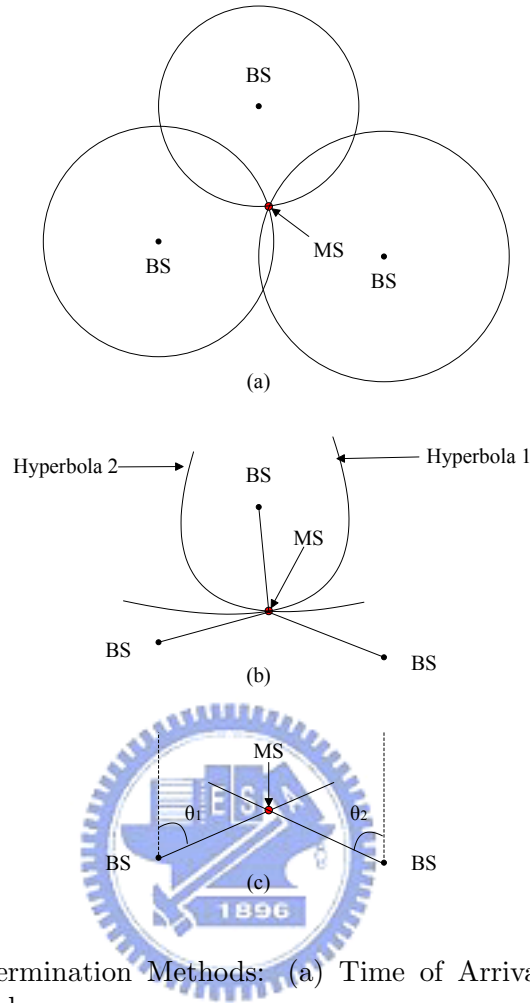 BS
BS
MS
BS
(a)
Hyperbola 2
Hyperbola 1
BS
MS
BS
BS
(b)
MS
θ1
θ2
BS
BS
(c)
1896
ermination Methods: (a) Time of Arriva